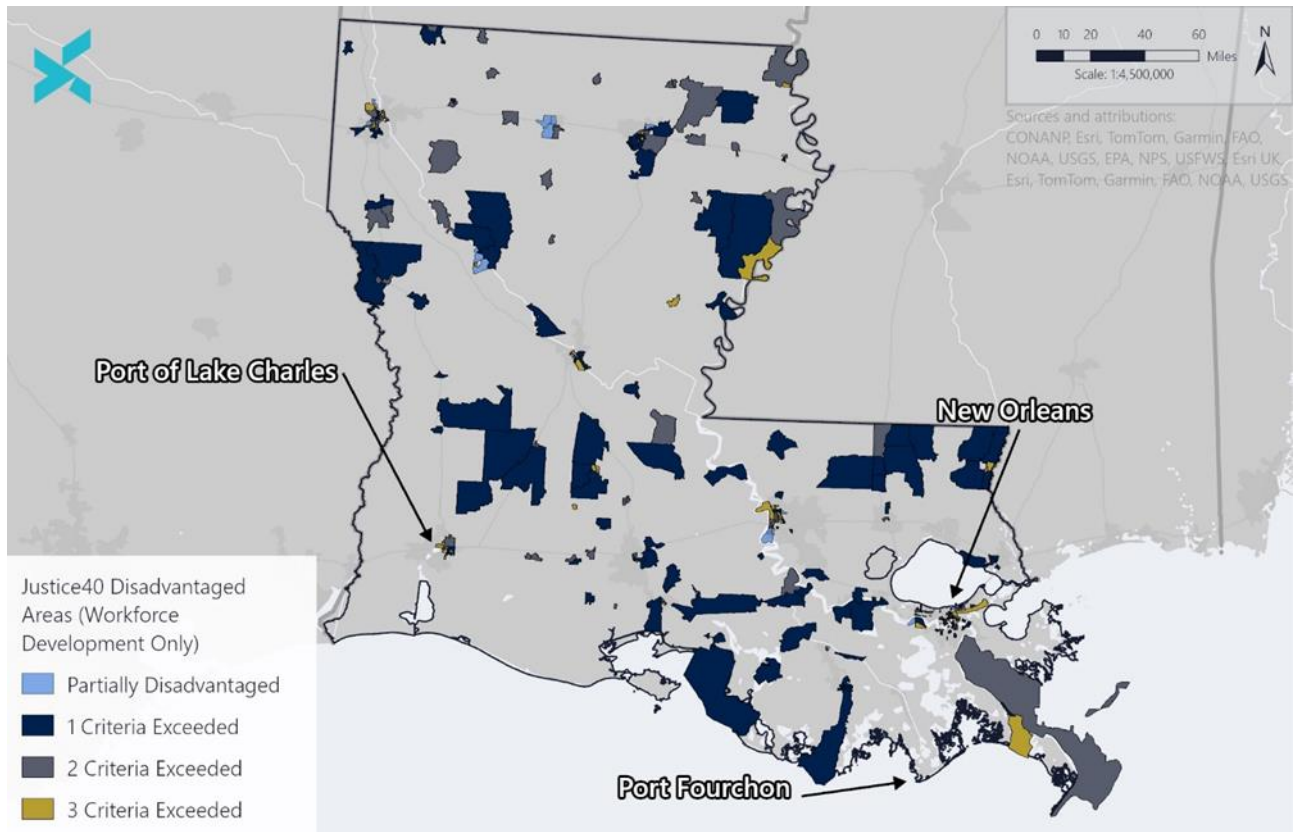 0 10 20 40 60
Miles
N
Scale: 1:4,500,000
Sources and attributions:
CONANP, Esri, TomTom, Garmin, FAO,
NOAA, USGS, EPA, NPS, USFWS, Esri UK,
Esri, TomTom, Garmin, FAO, NOAA, USGS
Port of Lake Charles
New Orleans
Port Fourchon
Justice40 Disadvantaged
Areas (Workforce
Development Only)
Partially Disadvantaged
1 Criteria Exceeded
2 Criteria Exceeded
3 Criteria Exceeded